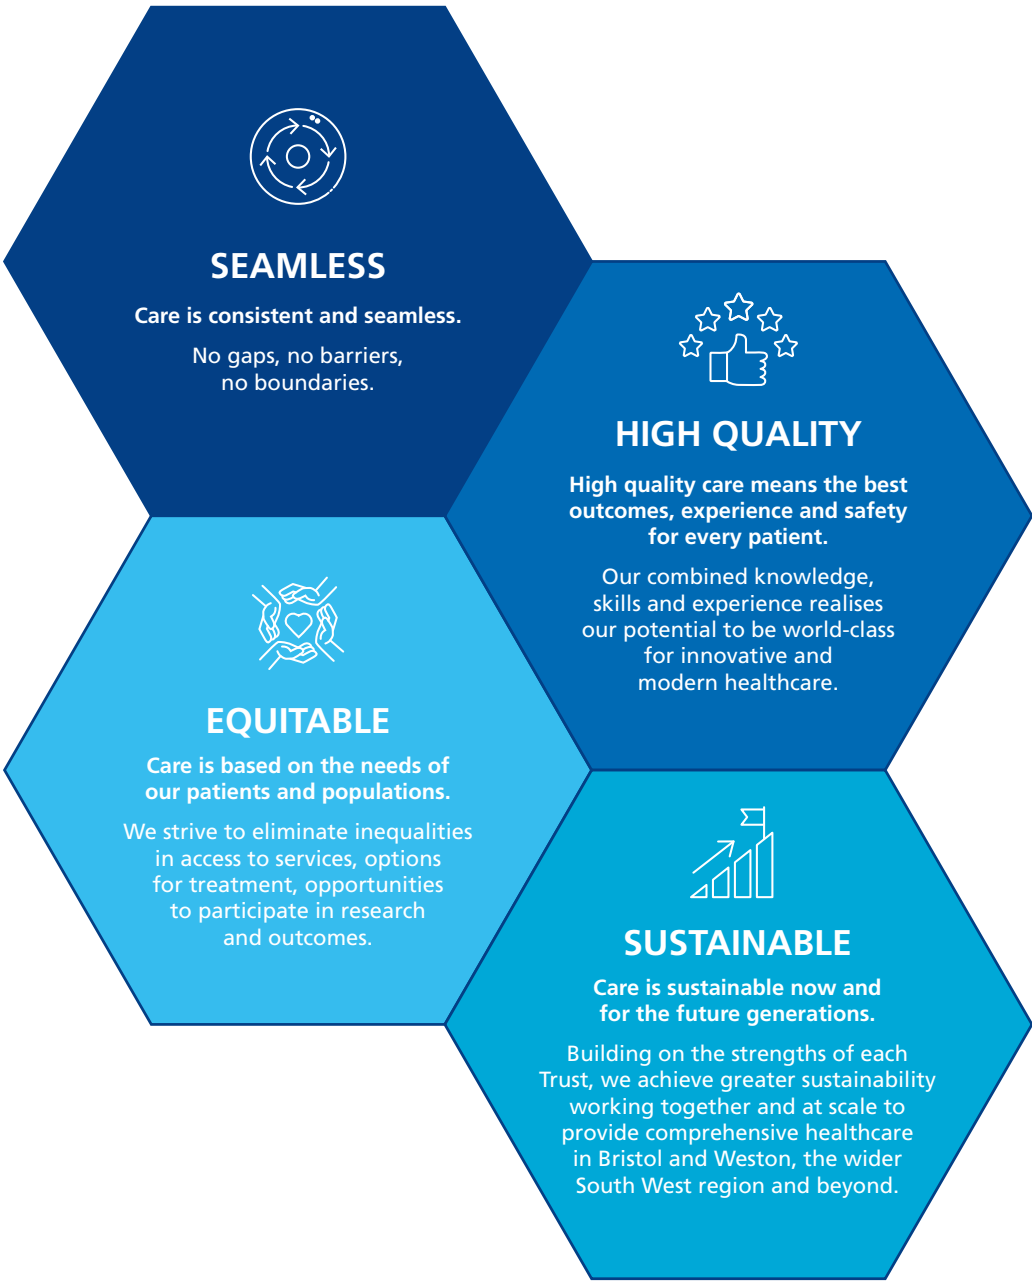 SEAMLESS
Care is consistent and seamless.
No gaps, no barriers,
no boundaries.
HIGH QUALITY
High quality care means the best
outcomes, experience and safety
for every patient.
Our combined knowledge,
skills and experience realises
our potential to be world-class
for innovative and
modern healthcare.
EQUITABLE
Care is based on the needs of
our patients and populations.
We strive to eliminate inequalities
in access to services, options
for treatment, opportunities
to participate in research
and outcomes.
SUSTAINABLE
Care is sustainable now and
for the future generations.
Building on the strengths of each
Trust, we achieve greater sustainability
working together and at scale to
provide comprehensive healthcare
in Bristol and Weston, the wider
South West region and beyond.